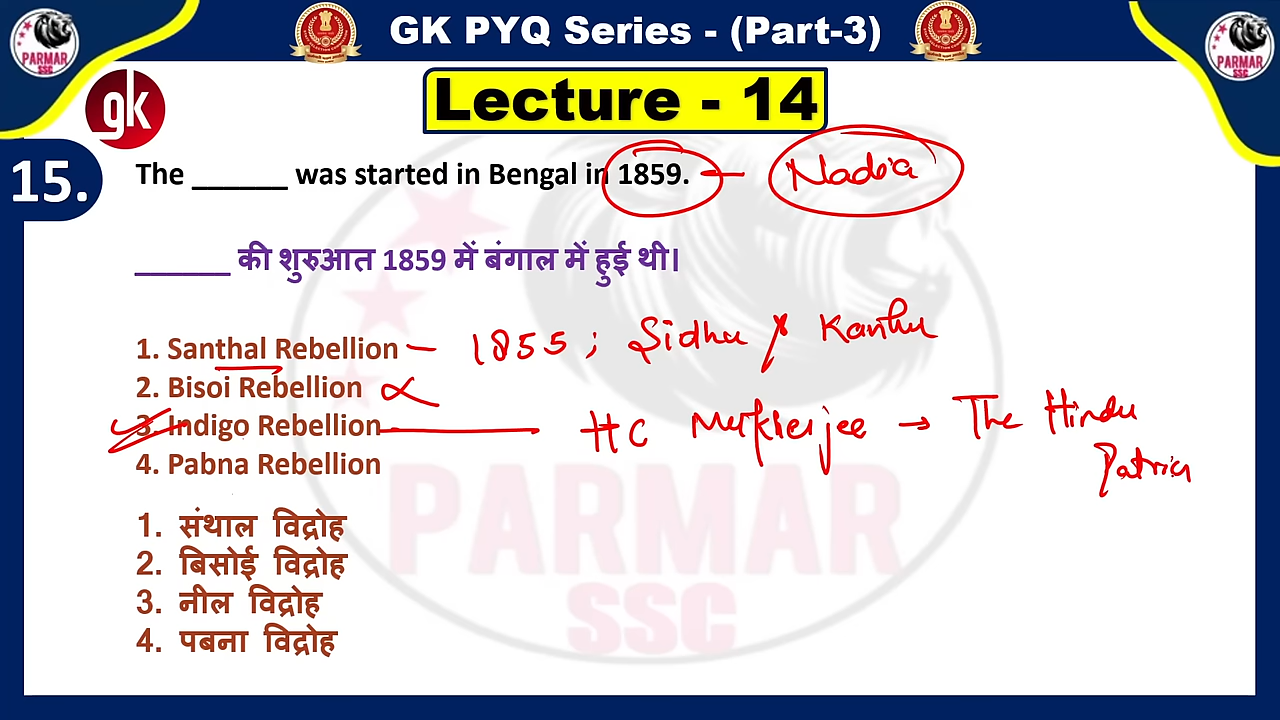 PARMAR
SSC
GK PYQ Series - (Part-3)
PARMAR
SSC
gk
Lecture - 14
15.
The ______ was started in Bengal in 1859. — Nadia
______ की शुरुआत 1859 में बंगाल में हुई थी।
1. Santhal Rebellion — 1855 ; Sidhu & Kanhu
2. Bisoi Rebellion
3. Indigo Rebellion — HC Mukherjee → The Hindu
Patrio
4. Pabna Rebellion
1. संथाल विद्रोह
2. बिसोई विद्रोह
3. नील विद्रोह
4. पबना विद्रोह
PARMAR
SSC